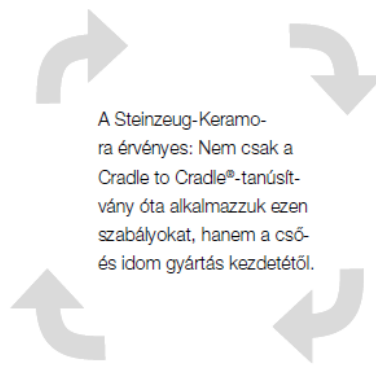 A Steinzeug-Keramo-
ra érvényes: Nem csak a
Cradle to Cradle®-tanúsít-
vány óta alkalmazzuk ezen
szabályokat, hanem a cső-
és idom gyártás kezdetétől.